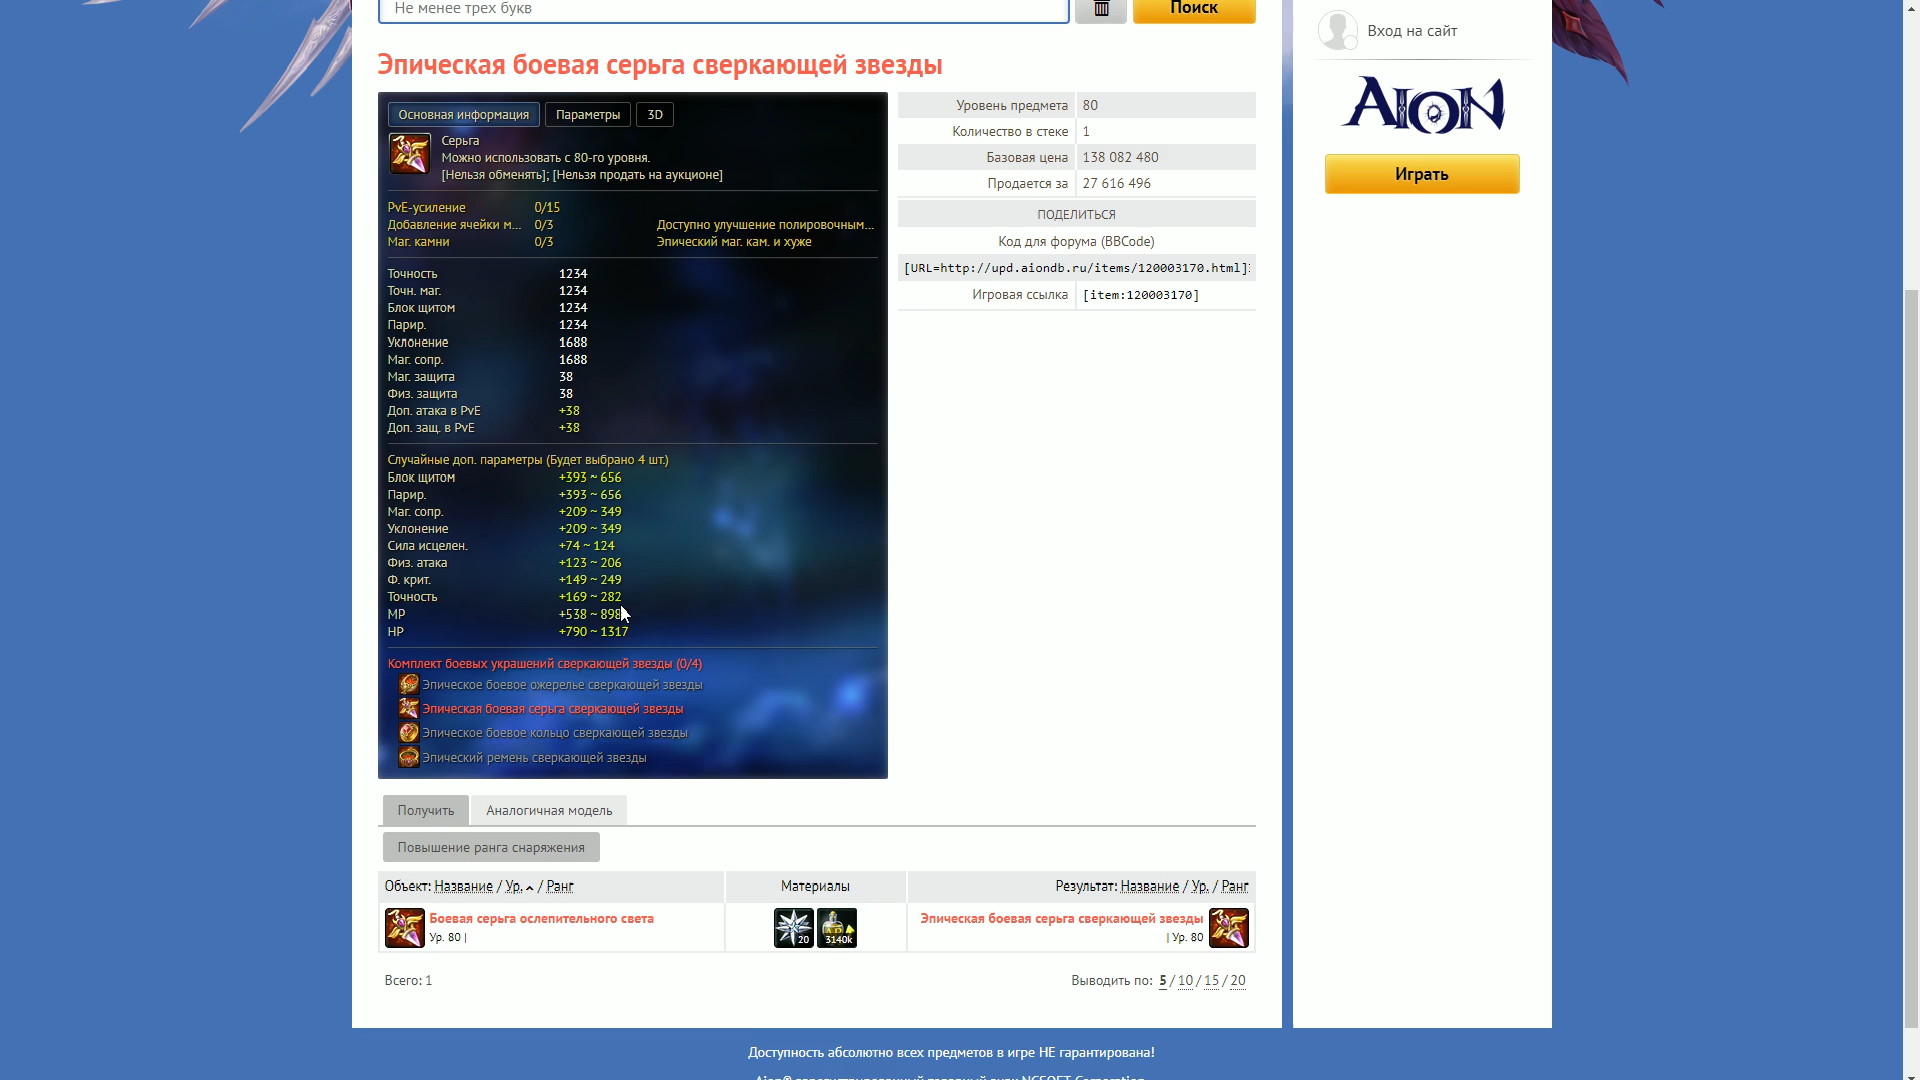 Не менее трех букв
Поиск
Вход на сайт
Эпическая боевая серьга сверкающей звезды
AION
Играть
Основная информация
Параметры
3D
Серьга
Можно использовать с 80-го уровня.
[Нельзя обменять]; [Нельзя продать на аукционе]
PvE-усиление 0/15
Добавление ячейки м... 0/3 Доступно улучшение полировочным...
Маг. камни 0/3 Эпический маг. кам. и хуже
Точность 1234
Точн. маг. 1234
Блок щитом 1234
Парир. 1234
Уклонение 1688
Маг. сопр. 1688
Маг. защита 38
Физ. защита 38
Доп. атака в PvE +38
Доп. защ. в PvE +38
Случайные доп. параметры (Будет выбрано 4 шт.)
Блок щитом +393 ~ 656
Парир. +393 ~ 656
Маг. сопр. +209 ~ 349
Уклонение +209 ~ 349
Сила исцелен. +74 ~ 124
Физ. атака +123 ~ 206
Ф. крит. +149 ~ 249
Точность +169 ~ 282
MP +538 ~ 898
HP +790 ~ 1317
Комплект боевых украшений сверкающей звезды (0/4)
Эпическое боевое ожерелье сверкающей звезды
Эпическая боевая серьга сверкающей звезды
Эпическое боевое кольцо сверкающей звезды
Эпический ремень сверкающей звезды
Уровень предмета 80
Количество в стеке 1
Базовая цена 138 082 480
Продается за 27 616 496
ПОДЕЛИТЬСЯ
Код для форума (BBCode)
[URL=http://upd.aiondb.ru/items/120003170.html]
Игровая ссылка [item:120003170]
Получить
Аналогичная модель
Повышение ранга снаряжения
Объект: Название / Ур. / Ранг
Материалы
Результат: Название / Ур. / Ранг
Боевая серьга ослепительного света
Ур. 80 |
20
3140k
Эпическая боевая серьга сверкающей звезды
| Ур. 80
Всего: 1
Выводить по: 5 / 10 / 15 / 20
Доступность абсолютно всех предметов в игре НЕ гарантирована!